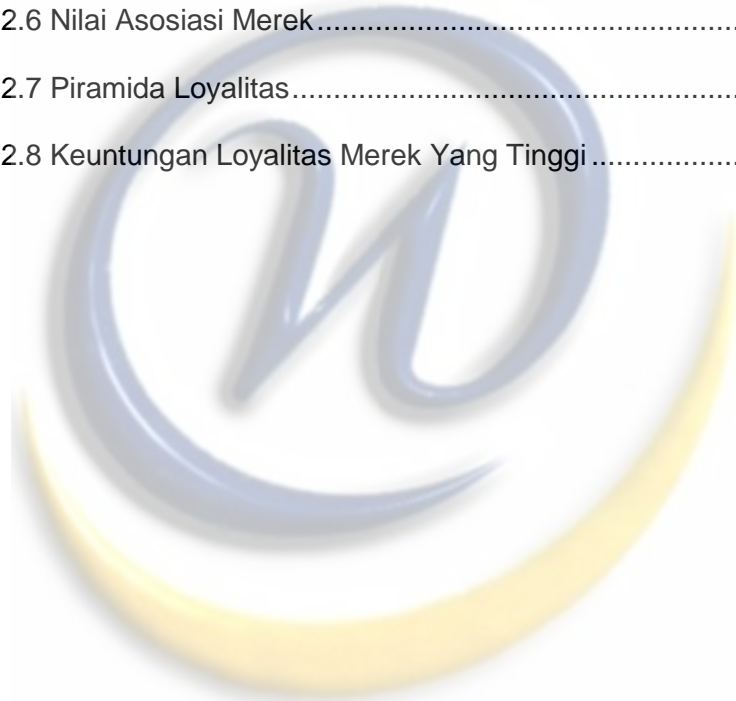 2.6 Nilai Asosiasi Merek........................................................
2.7 Piramida Loyalitas...........................................................
2.8 Keuntungan Loyalitas Merek Yang Tinggi..................